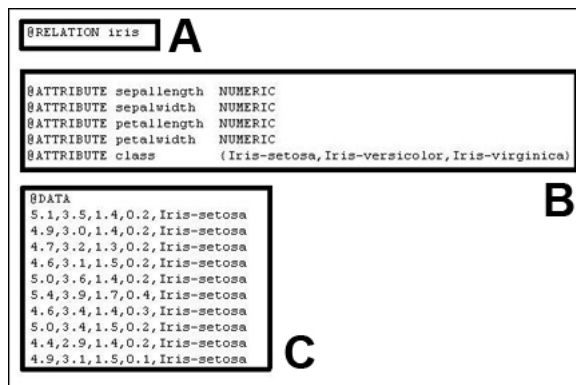 @RELATION iris
A
@ATTRIBUTE sepallength NUMERIC
@ATTRIBUTE sepalwidth NUMERIC
@ATTRIBUTE petallength NUMERIC
@ATTRIBUTE petalwidth NUMERIC
@ATTRIBUTE class (Iris-setosa,Iris-versicolor,Iris-virginica)
B
@DATA
5.1,3.5,1.4,0.2,Iris-setosa
4.9,3.0,1.4,0.2,Iris-setosa
4.7,3.2,1.3,0.2,Iris-setosa
4.6,3.1,1.5,0.2,Iris-setosa
5.0,3.6,1.4,0.2,Iris-setosa
5.4,3.9,1.7,0.4,Iris-setosa
4.6,3.4,1.4,0.3,Iris-setosa
5.0,3.4,1.5,0.2,Iris-setosa
4.4,2.9,1.4,0.2,Iris-setosa
4.9,3.1,1.5,0.1,Iris-setosa
C